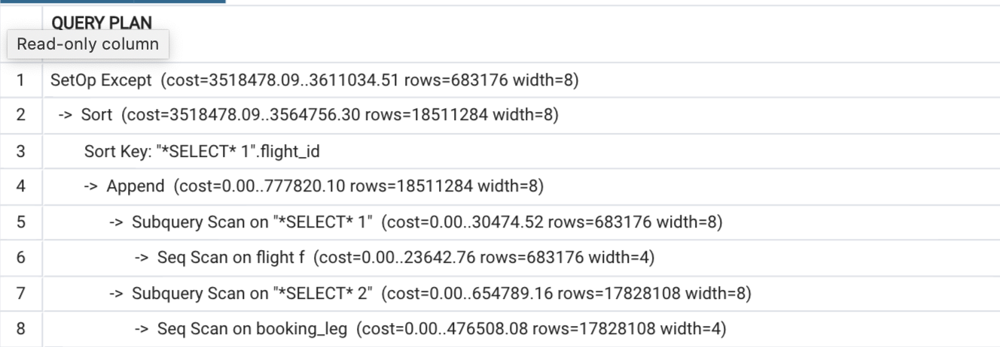 QUERY PLAN
Read-only column
1 SetOp Except (cost=3518478.09..3611034.51 rows=683176 width=8)
2 -> Sort (cost=3518478.09..3564756.30 rows=18511284 width=8)
3 Sort Key: "*SELECT* 1".flight_id
4 -> Append (cost=0.00..777820.10 rows=18511284 width=8)
5 -> Subquery Scan on "*SELECT* 1" (cost=0.00..30474.52 rows=683176 width=8)
6 -> Seq Scan on flight f (cost=0.00..23642.76 rows=683176 width=4)
7 -> Subquery Scan on "*SELECT* 2" (cost=0.00..654789.16 rows=17828108 width=8)
8 -> Seq Scan on booking_leg (cost=0.00..476508.08 rows=17828108 width=4)